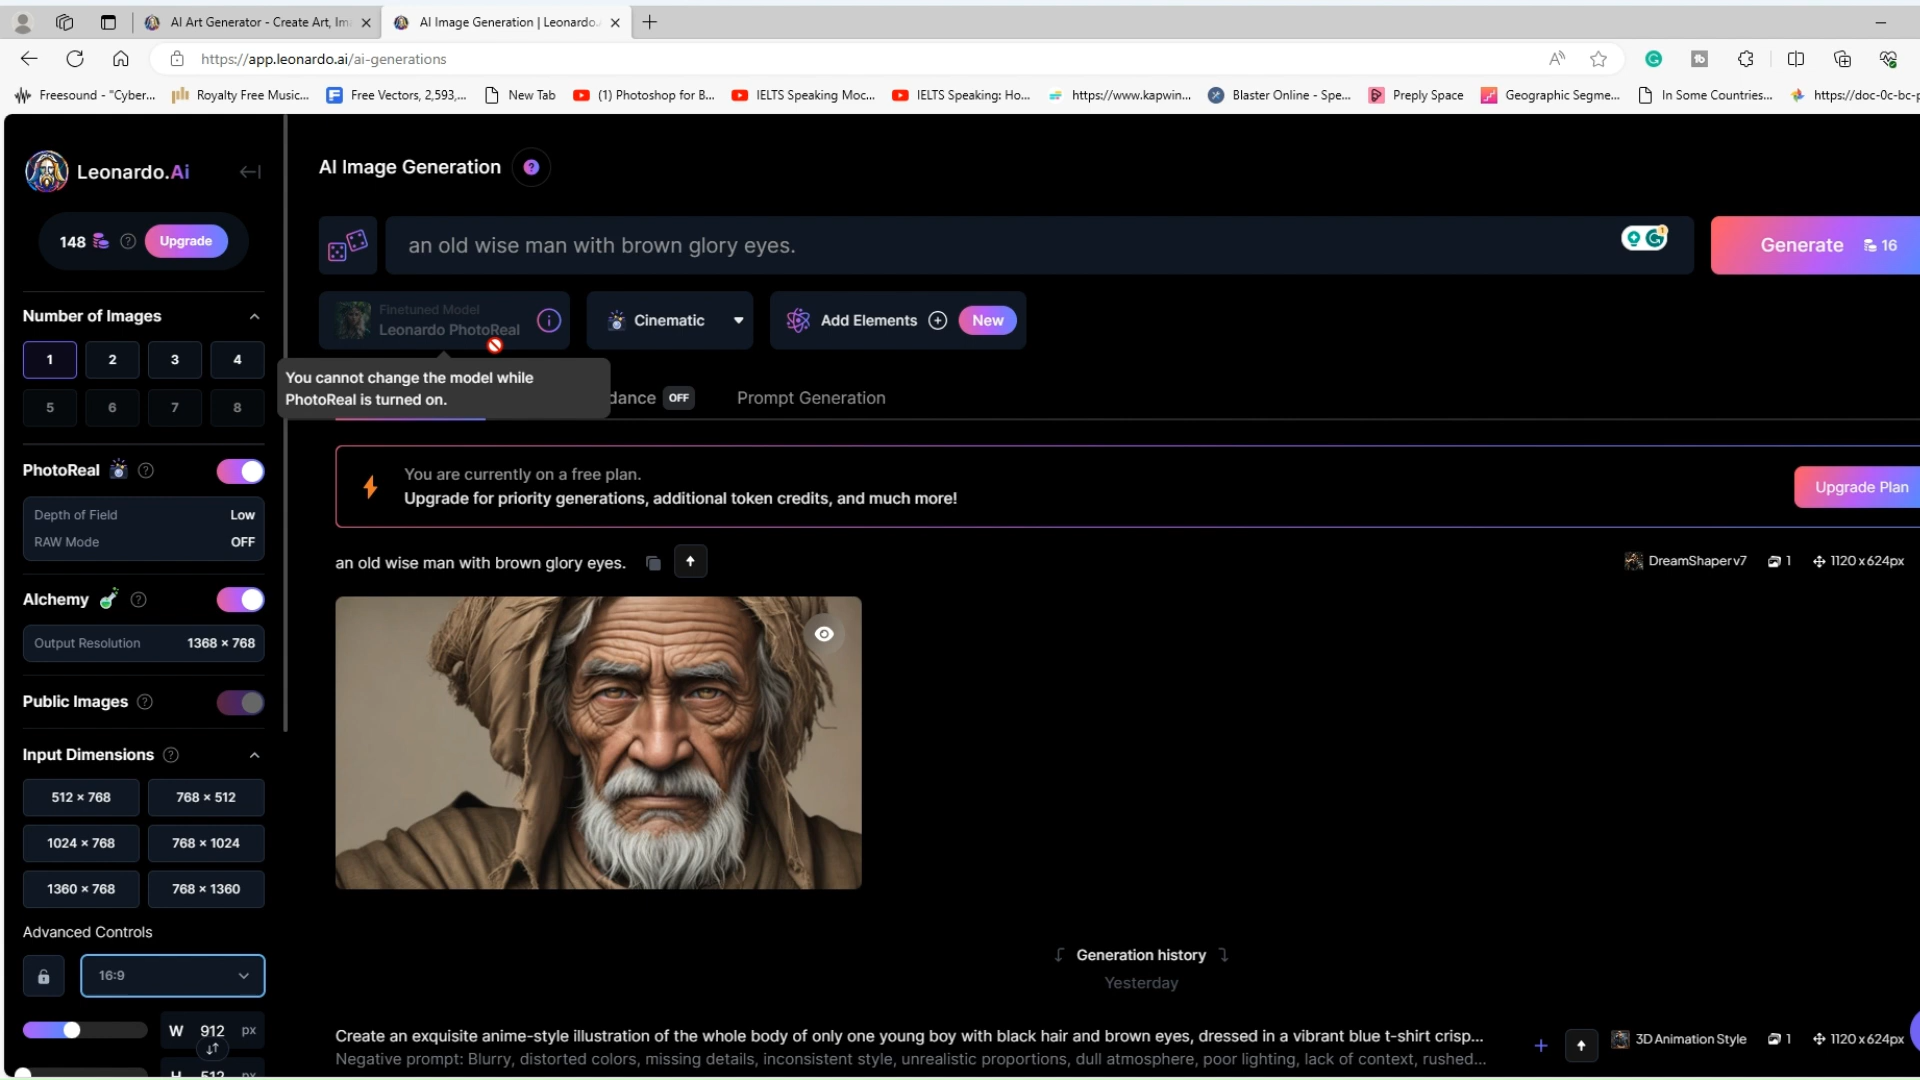 AI Art Generator - Create Art, Im
AI Image Generation | Leonardo.
https://app.leonardo.ai/ai-generations
Freesound - "Cyber...
Royalty Free Music...
Free Vectors, 2,593,...
New Tab
(1) Photoshop for B...
IELTS Speaking Moc...
IELTS Speaking: Ho...
https://www.kapwin...
Blaster Online - Spe...
Preply Space
Geographic Segme...
In Some Countries...
https://doc-0c-bc-p
Leonardo.Ai
148
Upgrade
Number of Images
1 2 3 4
5 6 7 8
PhotoReal
Depth of Field Low
RAW Mode OFF
Alchemy
Output Resolution 1368 × 768
Public Images
Input Dimensions
512 × 768 768 × 512
1024 × 768 768 × 1024
1360 × 768 768 × 1360
Advanced Controls
16:9
W 912 px
H 512 px
AI Image Generation
an old wise man with brown glory eyes.
Generate 16
Finetuned Model
Leonardo PhotoReal
Cinematic
Add Elements
New
You cannot change the model while
PhotoReal is turned on.
dance OFF
Prompt Generation
You are currently on a free plan.
Upgrade for priority generations, additional token credits, and much more!
Upgrade Plan
an old wise man with brown glory eyes.
DreamShaper v7 1 1120 x 624px
Generation history
Yesterday
Create an exquisite anime-style illustration of the whole body of only one young boy with black hair and brown eyes, dressed in a vibrant blue t-shirt crisp...
Negative prompt: Blurry, distorted colors, missing details, inconsistent style, unrealistic proportions, dull atmosphere, poor lighting, lack of context, rushed...
3D Animation Style 1 1120 x 624px